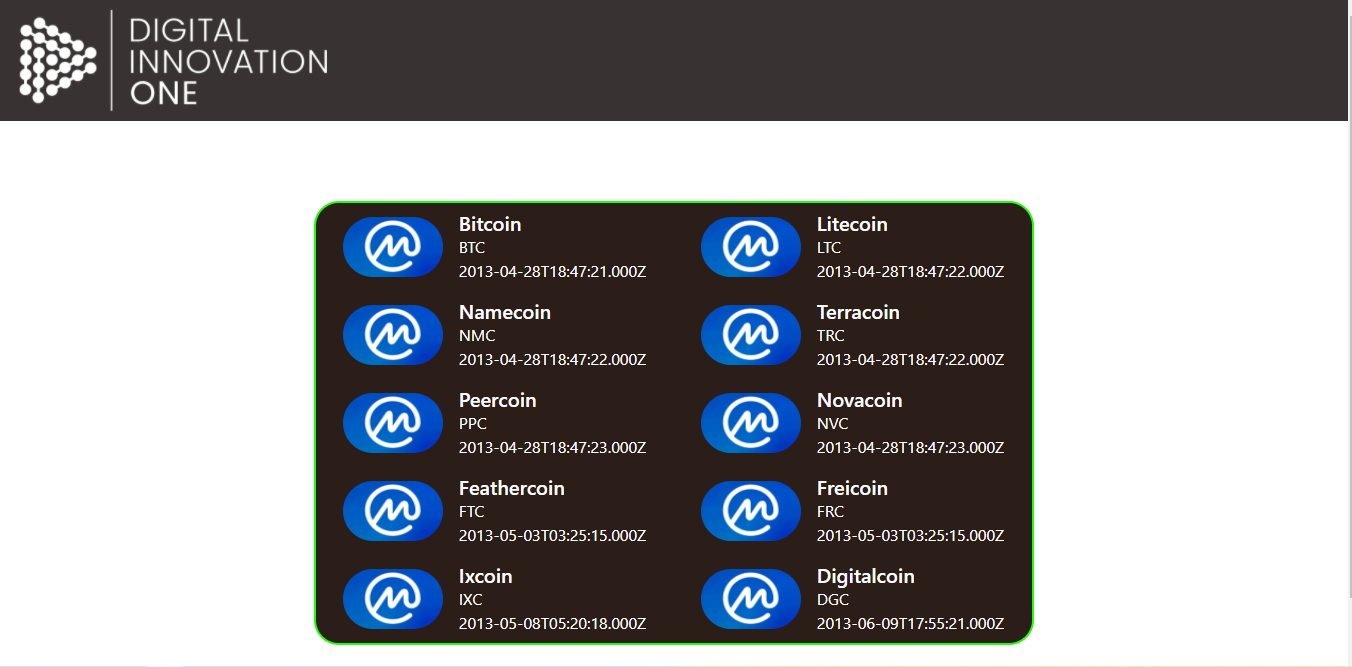 DIGITAL
INNOVATION
ONE
Bitcoin
BTC
2013-04-28T18:47:21.000Z
Litecoin
LTC
2013-04-28T18:47:22.000Z
Namecoin
NMC
2013-04-28T18:47:22.000Z
Terracoin
TRC
2013-04-28T18:47:22.000Z
Peercoin
PPC
2013-04-28T18:47:23.000Z
Novacoin
NVC
2013-04-28T18:47:23.000Z
Feathercoin
FTC
2013-05-03T03:25:15.000Z
Freicoin
FRC
2013-05-03T03:25:15.000Z
Ixcoin
IXC
2013-05-08T05:20:18.000Z
Digitalcoin
DGC
2013-06-09T17:55:21.000Z